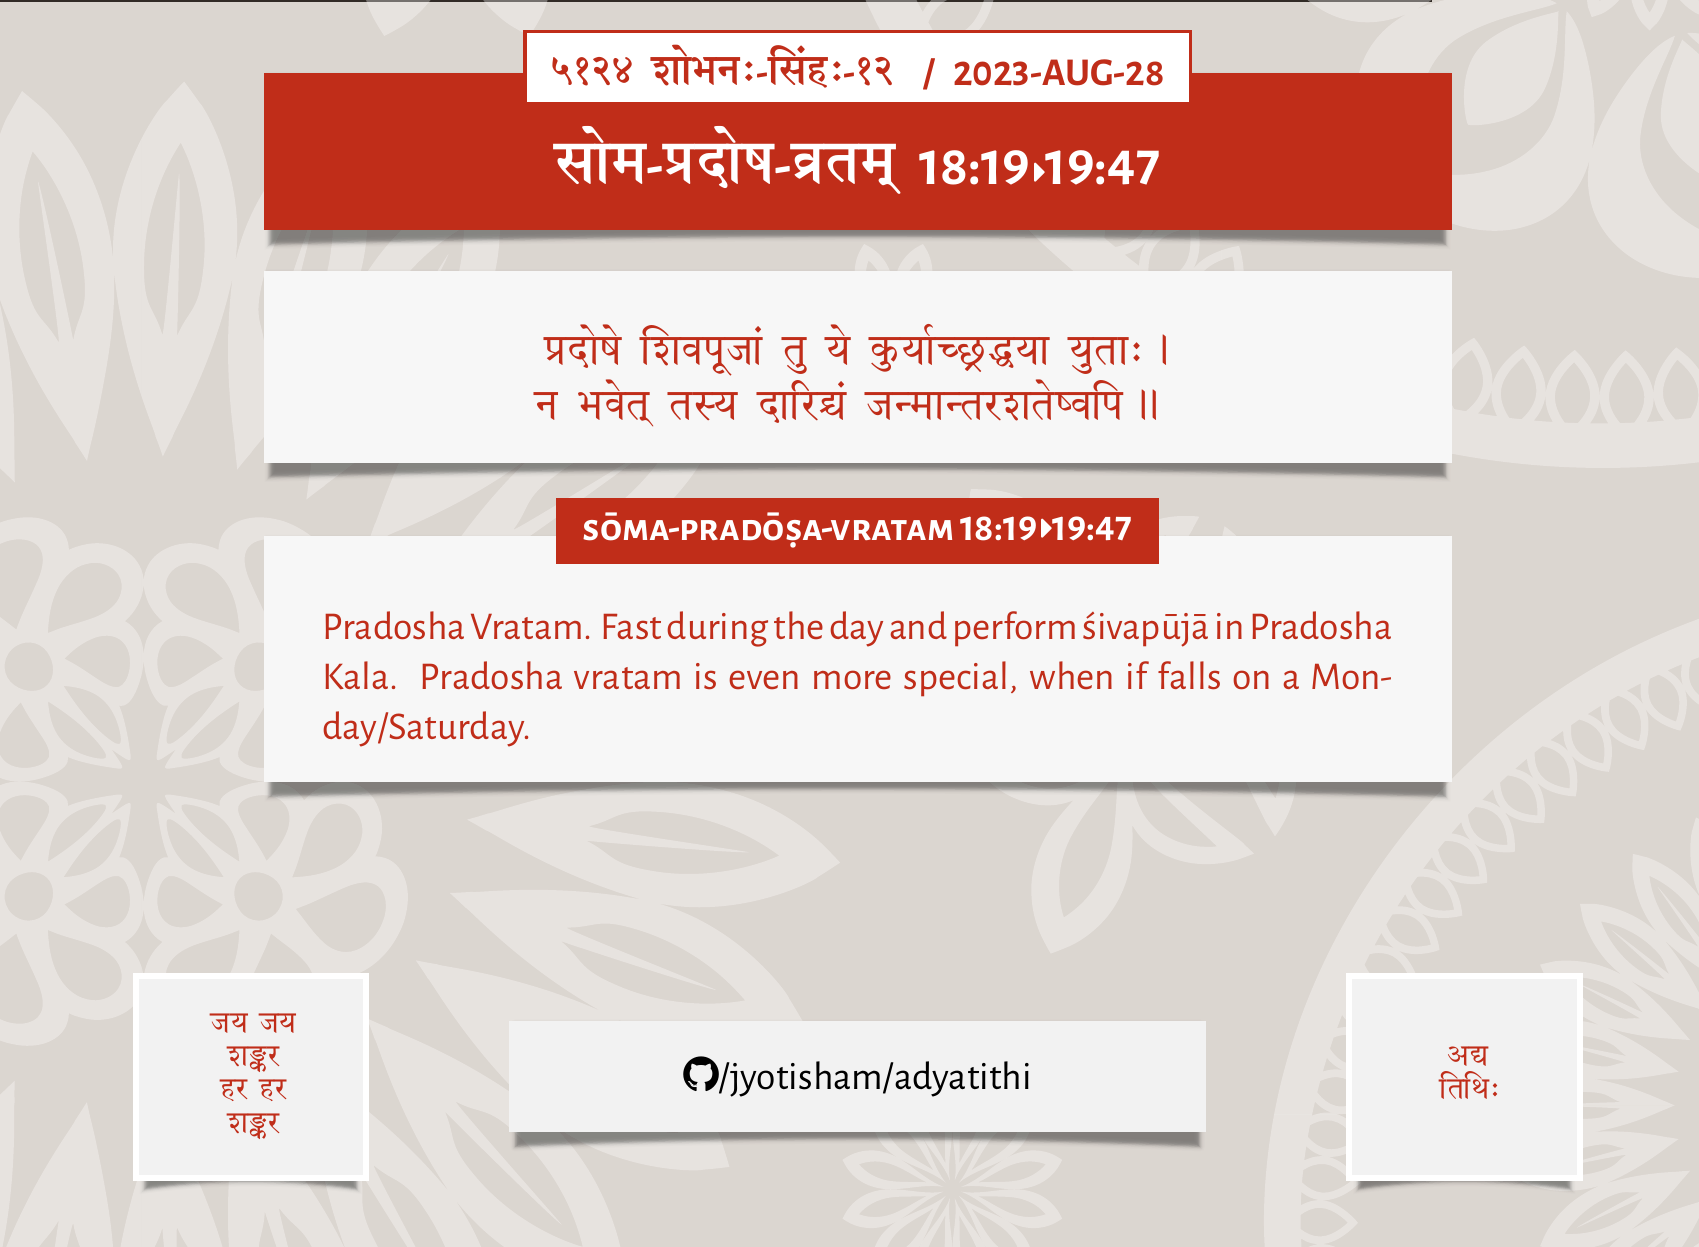 ५१२४ शोभनः-सिंहः-१२ / 2023-AUG-28
सोम-प्रदोष-व्रतम् 18:19▸19:47
प्रदोषे शिवपूजां तु ये कुर्याच्छ्रद्धया युताः ।
न भवेत् तस्य दारिद्र्यं जन्मान्तरशतेष्वपि ॥
SŌMA-PRADŌṢA-VRATAM 18:19▸19:47
Pradosha Vratam. Fast during the day and perform śivapūjā in Pradosha
Kala. Pradosha vratam is even more special, when if falls on a Mon-
day/Saturday.
जय जय
शङ्कर
हर हर
शङ्कर
/jyotisham/adyatithi
अद्य
तिथिः